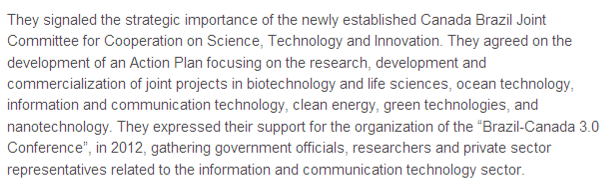 They signaled the strategic importance of the newly established Canada Brazil Joint
Committee for Cooperation on Science, Technology and Innovation. They agreed on the
development of an Action Plan focusing on the research, development and
commercialization of joint projects in biotechnology and life sciences, ocean technology,
information and communication technology, clean energy, green technologies, and
nanotechnology. They expressed their support for the organization of the “Brazil-Canada 3.0
Conference”, in 2012, gathering government officials, researchers and private sector
representatives related to the information and communication technology sector.